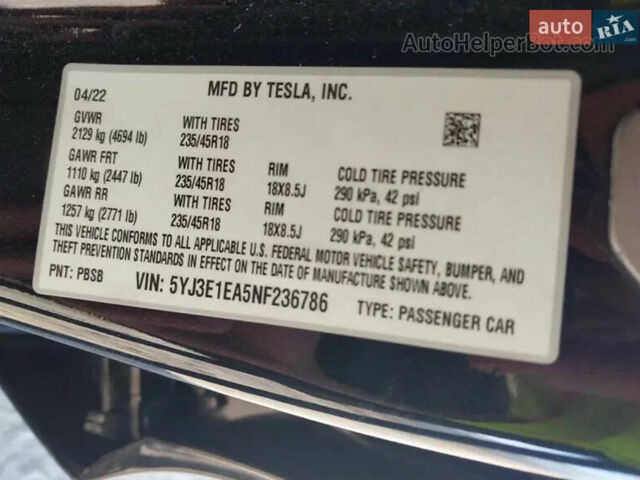 auto RIA .com
AutoHelperBot.com
MFD BY TESLA, INC.
04/22
GVWR WITH TIRES
2129 kg (4694 lb) 235/45R18
GAWR FRT WITH TIRES RIM COLD TIRE PRESSURE
1110 kg (2447 lb) 235/45R18 18X8.5J 290 kPa, 42 psi
GAWR RR WITH TIRES RIM COLD TIRE PRESSURE
1257 kg (2771 lb) 235/45R18 18X8.5J 290 kPa, 42 psi
THIS VEHICLE CONFORMS TO ALL APPLICABLE U.S. FEDERAL MOTOR VEHICLE SAFETY, BUMPER, AND
THEFT PREVENTION STANDARDS IN EFFECT ON THE DATE OF MANUFACTURE SHOWN ABOVE.
PNT: PBSB VIN: 5YJ3E1EA5NF236786 TYPE: PASSENGER CAR